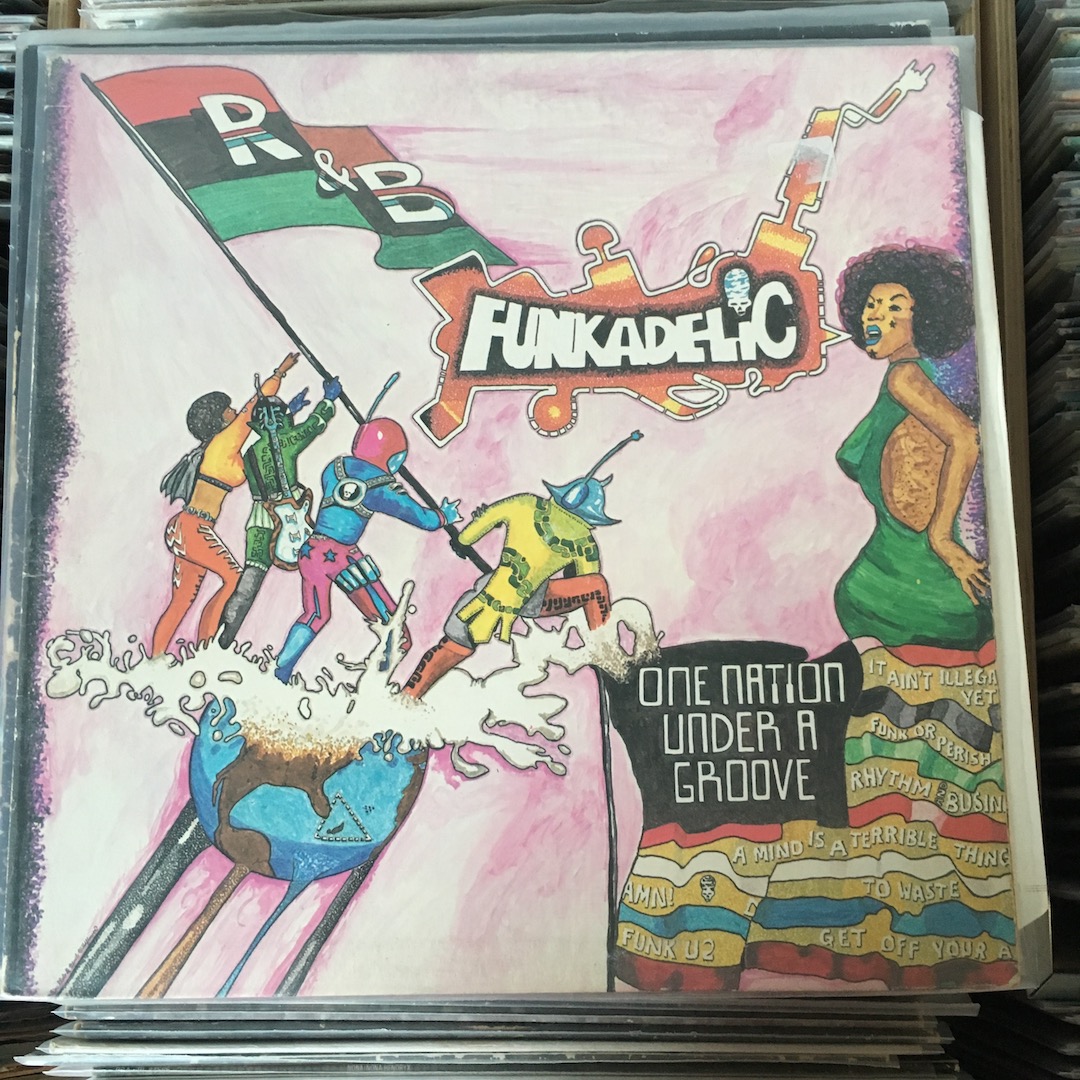 R
&
B
FUNKADELiC
ONE NATION
UNDER A
GROOVE
IT AIN'T ILLEGA
YET
FUNK OR PERISH
RHYTHM BUSIN
A MIND IS A TERRIBLE THING
TO WASTE
AMN!
FUNK U2
GET OFF YOUR A